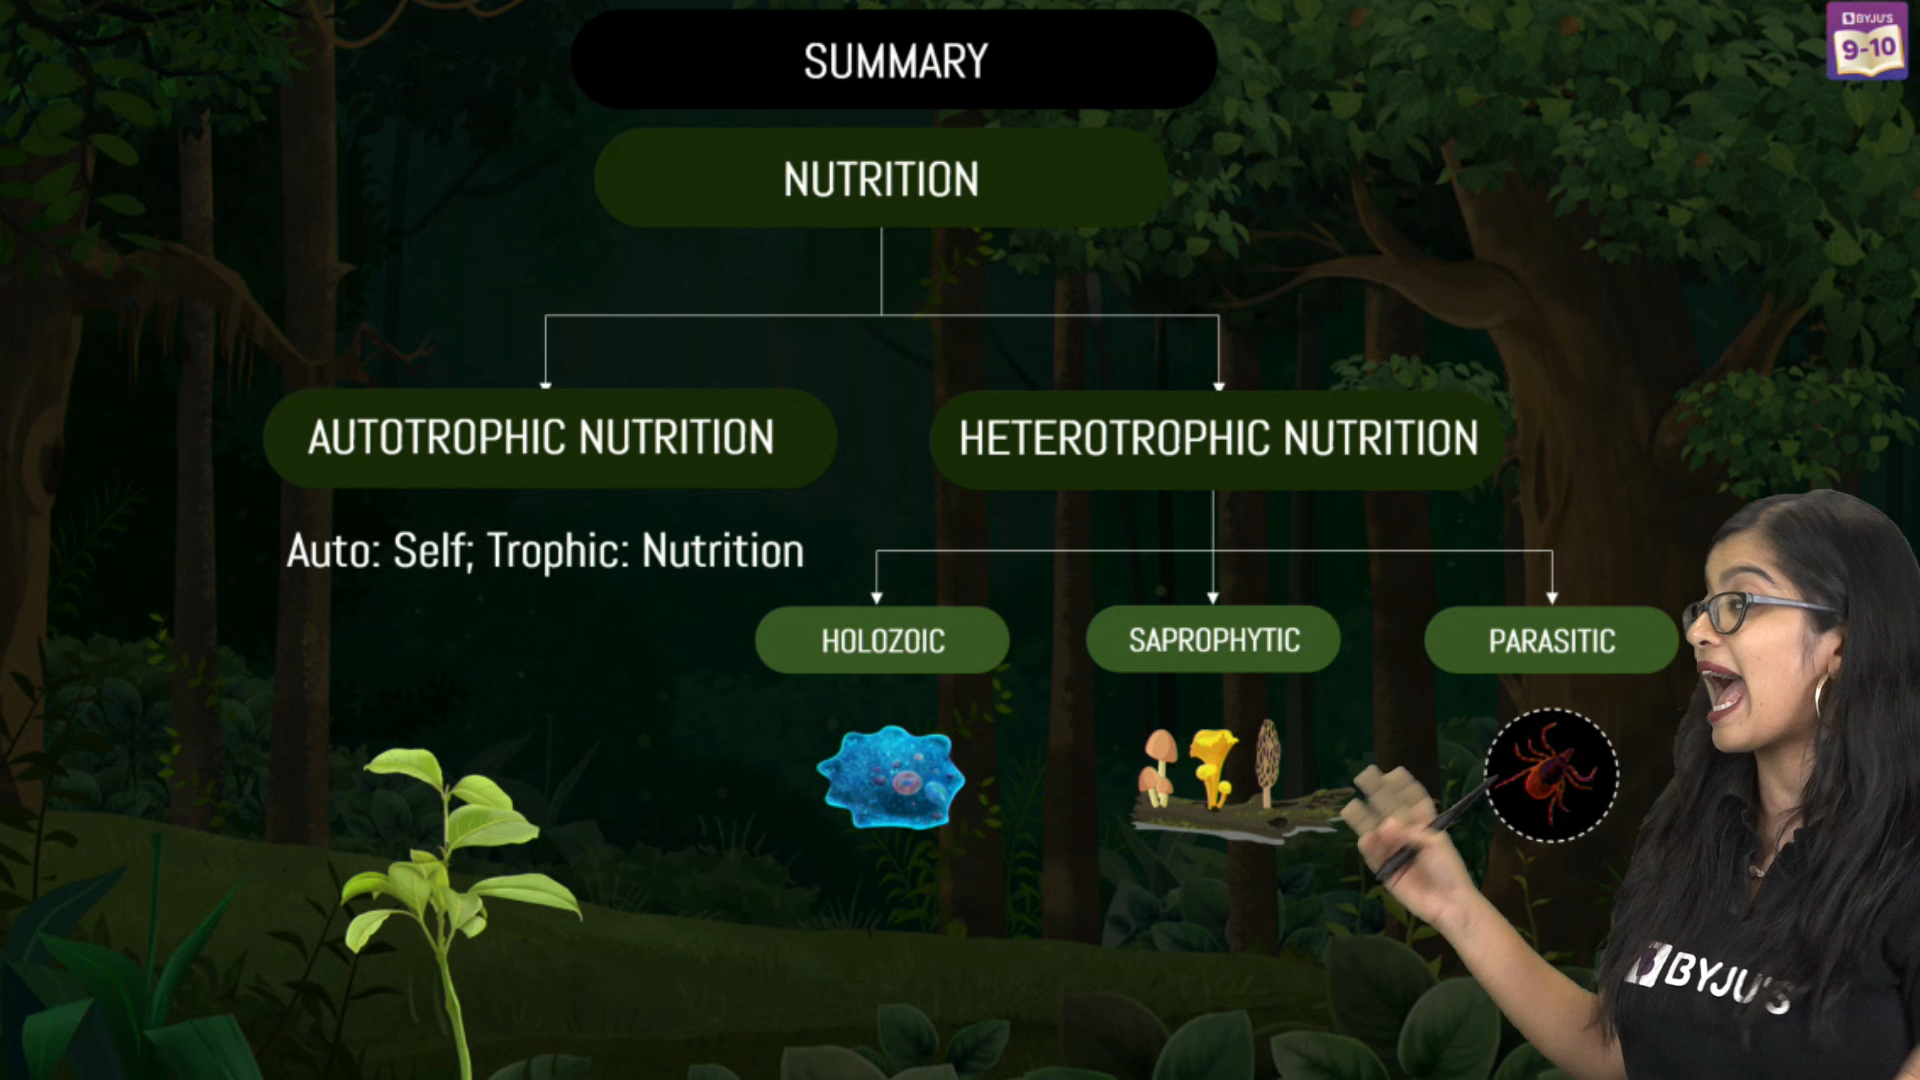 SUMMARY
BYJU'S
9-10
NUTRITION
AUTOTROPHIC NUTRITION
HETEROTROPHIC NUTRITION
Auto: Self; Trophic: Nutrition
HOLOZOIC
SAPROPHYTIC
PARASITIC
BYJU'S